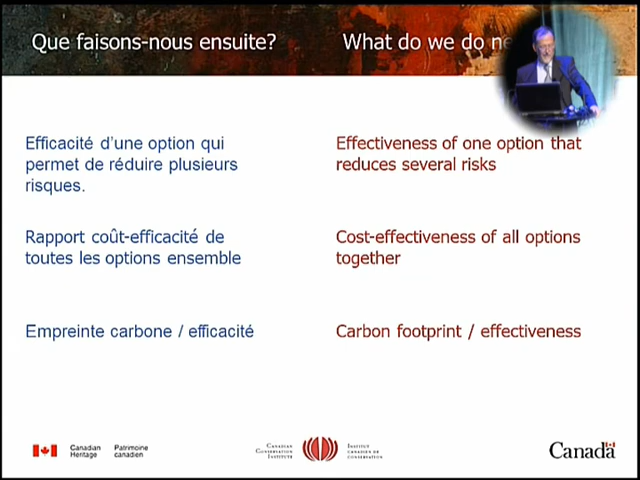 Que faisons-nous ensuite?
What do we do
Efficacité d'une option qui
permet de réduire plusieurs
risques.
Effectiveness of one option that
reduces several risks
Rapport coût-efficacité de
toutes les options ensemble
Cost-effectiveness of all options
together
Empreinte carbone / efficacité
Carbon footprint / effectiveness
Canadian
Heritage
Patrimoine
canadien
Canadian
Conservation
Institute
Institut
canadien de
conservation
Canada